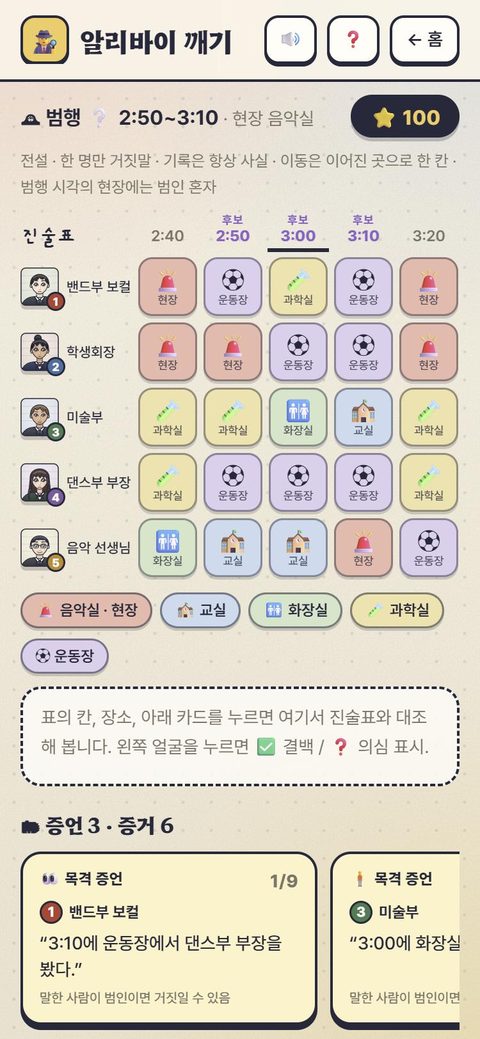 알리바이 깨기
← 홈
범행 2:50~3:10 · 현장 음악실
100
전설 · 한 명만 거짓말 · 기록은 항상 사실 · 이동은 이어진 곳으로 한 칸 ·
범행 시각의 현장에는 범인 혼자
진술표
2:40
후보
2:50
후보
3:00
후보
3:10
3:20
1
밴드부 보컬
현장
운동장
과학실
운동장
현장
2
학생회장
현장
현장
운동장
운동장
현장
3
미술부
과학실
과학실
화장실
교실
과학실
4
댄스부 부장
과학실
운동장
운동장
운동장
과학실
5
음악 선생님
화장실
교실
교실
현장
운동장
음악실 · 현장
교실
화장실
과학실
운동장
표의 칸, 장소, 아래 카드를 누르면 여기서 진술표와 대조
해 봅니다. 왼쪽 얼굴을 누르면 ✅ 결백 / ❓ 의심 표시.
증언 3 · 증거 6
목격 증언
1/9
1 밴드부 보컬
“3:10에 운동장에서 댄스부 부장을
봤다.”
말한 사람이 범인이면 거짓일 수 있음
목격 증언
3 미술부
“3:00에 화장실
말한 사람이 범인이면